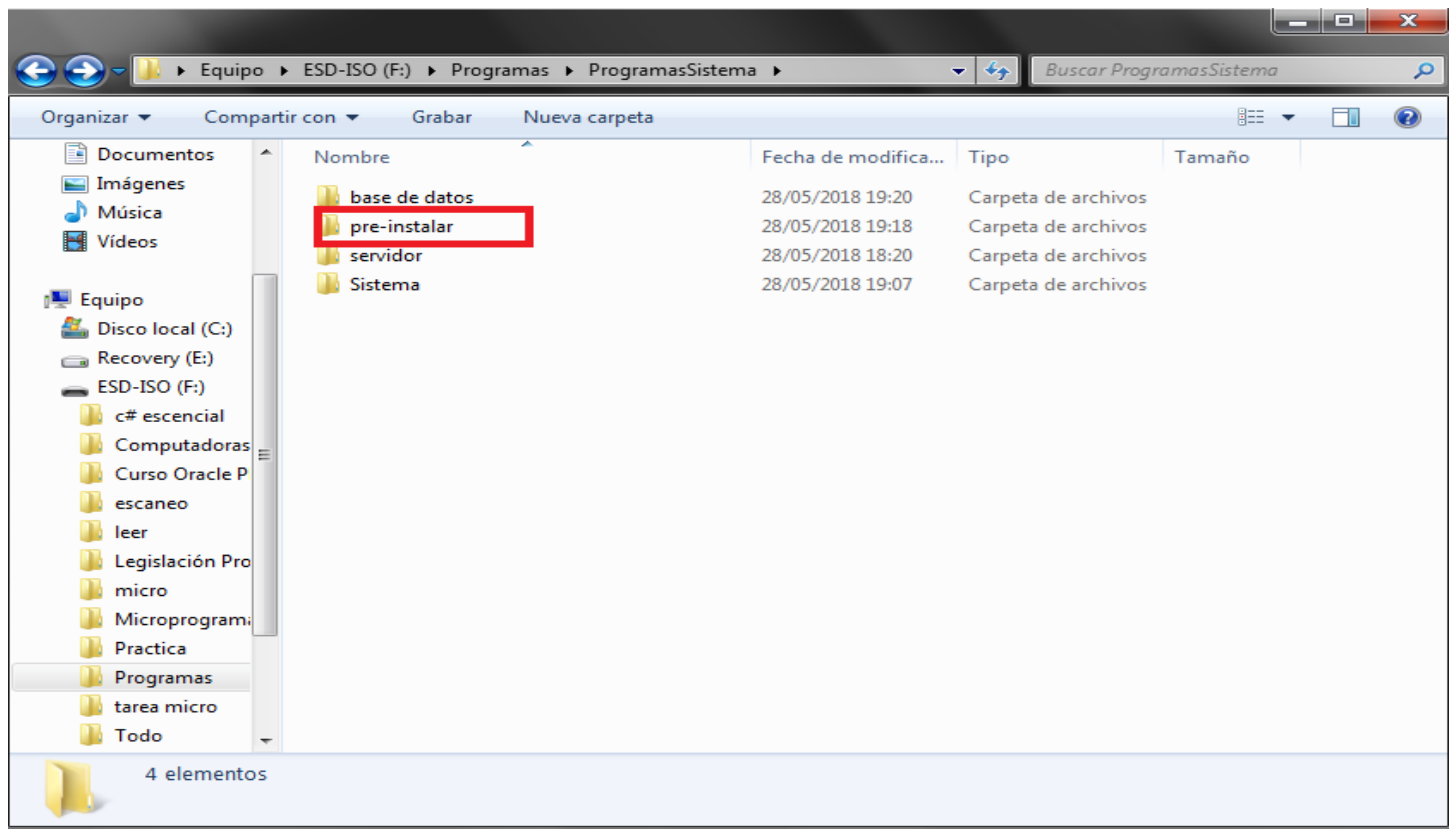 Equipo ESD-ISO (F:) Programas ProgramasSistema
Buscar ProgramasSistema
Organizar Compartir con Grabar Nueva carpeta
Documentos
Imágenes
Música
Vídeos
Equipo
Disco local (C:)
Recovery (E:)
ESD-ISO (F:)
c# escencial
Computadoras
Curso Oracle P
escaneo
leer
Legislación Pro
micro
Microprogram
Practica
Programas
tarea micro
Todo
Nombre Fecha de modifica... Tipo Tamaño
base de datos 28/05/2018 19:20 Carpeta de archivos
pre-instalar 28/05/2018 19:18 Carpeta de archivos
servidor 28/05/2018 18:20 Carpeta de archivos
Sistema 28/05/2018 19:07 Carpeta de archivos
4 elementos